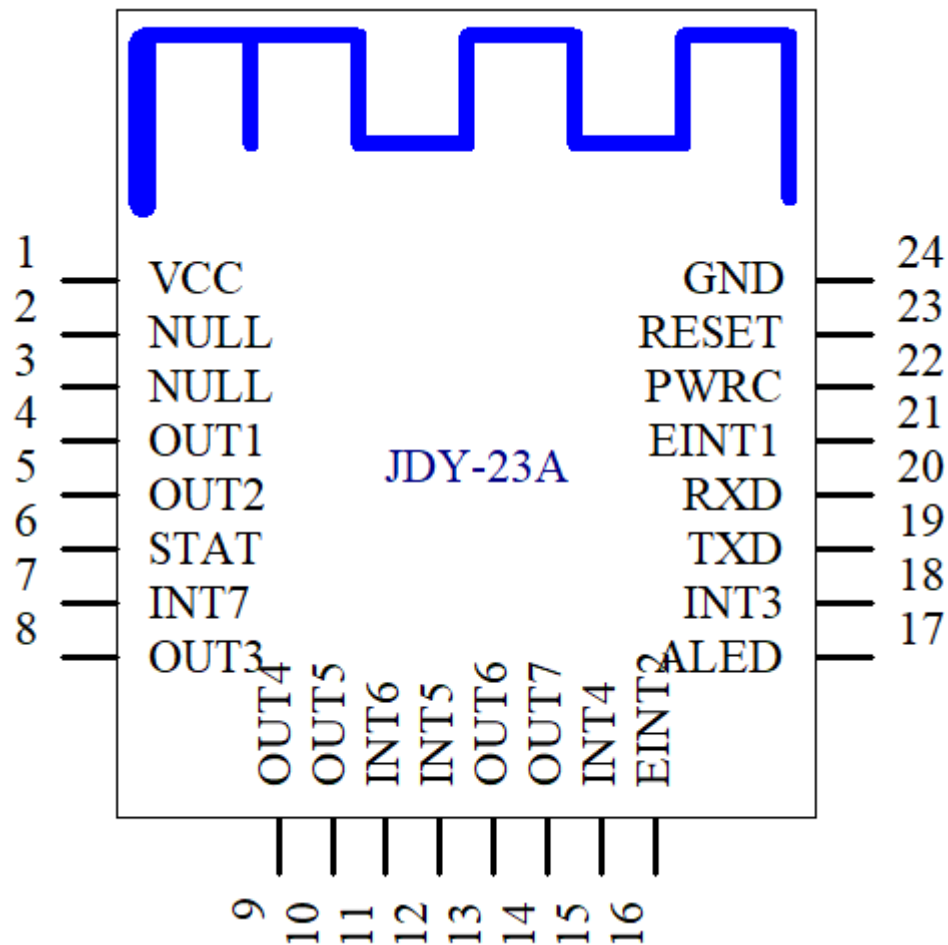 1 VCC GND 24
2 NULL RESET 23
3 NULL PWRC 22
4 OUT1 EINT1 21
5 OUT2 JDY-23A RXD 20
6 STAT TXD 19
7 INT7 INT3 18
8 OUT3 ALED 17
OUT4 OUT5 INT6 INT5 OUT6 OUT7 INT4 EINT2
9 10 11 12 13 14 15 16